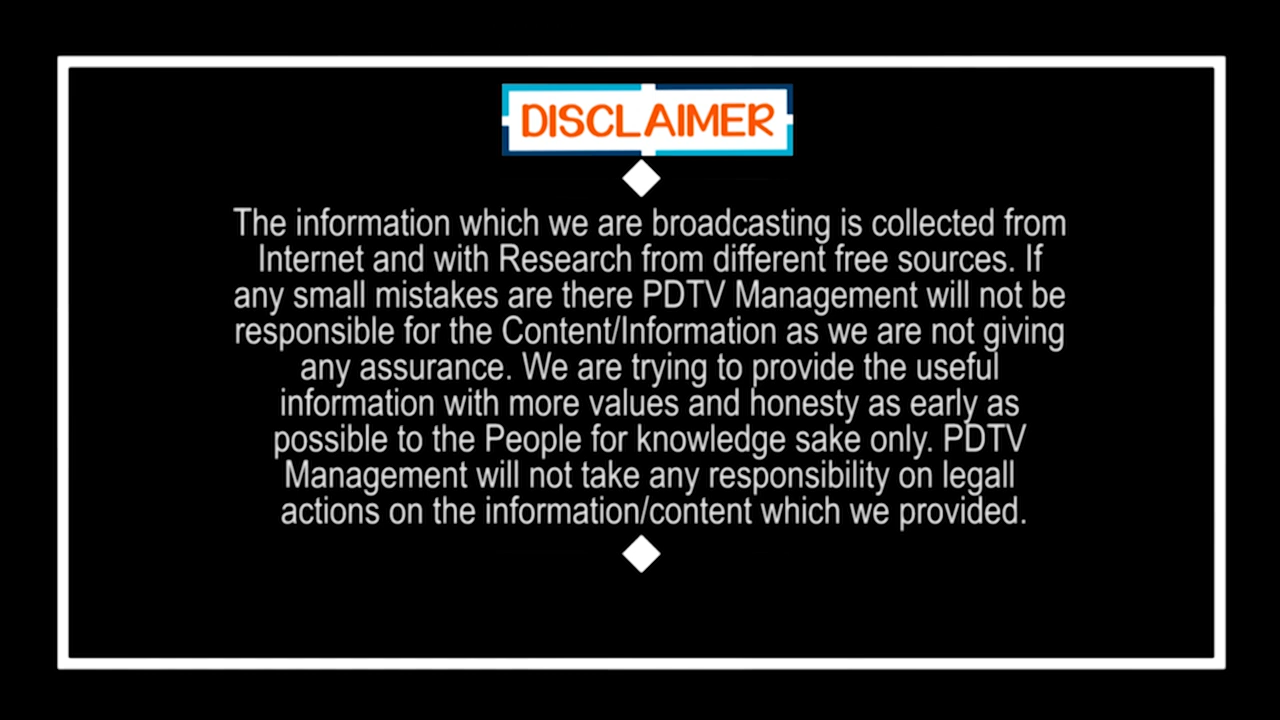 DISCLAIMER
The information which we are broadcasting is collected from
Internet and with Research from different free sources. If
any small mistakes are there PDTV Management will not be
responsible for the Content/Information as we are not giving
any assurance. We are trying to provide the useful
information with more values and honesty as early as
possible to the People for knowledge sake only. PDTV
Management will not take any responsibility on legall
actions on the information/content which we provided.